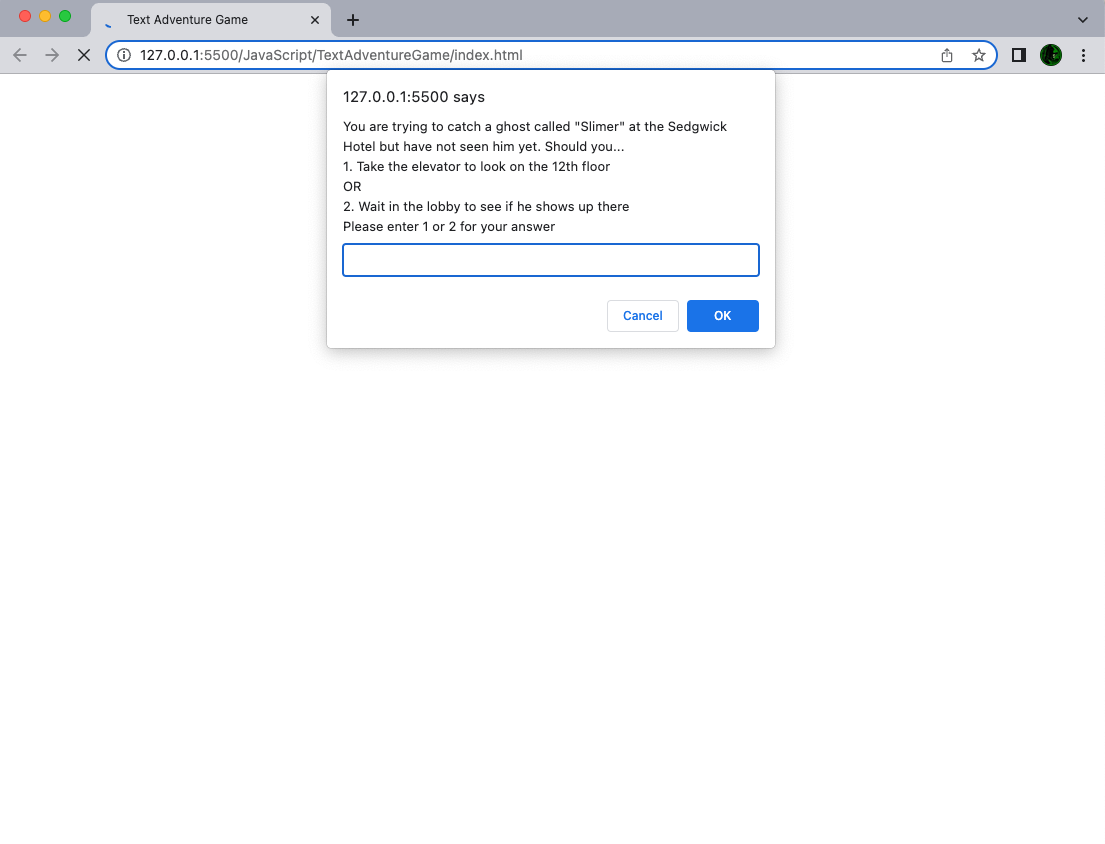 Text Adventure Game
127.0.0.1:5500/JavaScript/TextAdventureGame/index.html
127.0.0.1:5500 says
You are trying to catch a ghost called "Slimer" at the Sedgwick
Hotel but have not seen him yet. Should you...
1. Take the elevator to look on the 12th floor
OR
2. Wait in the lobby to see if he shows up there
Please enter 1 or 2 for your answer
Cancel
OK